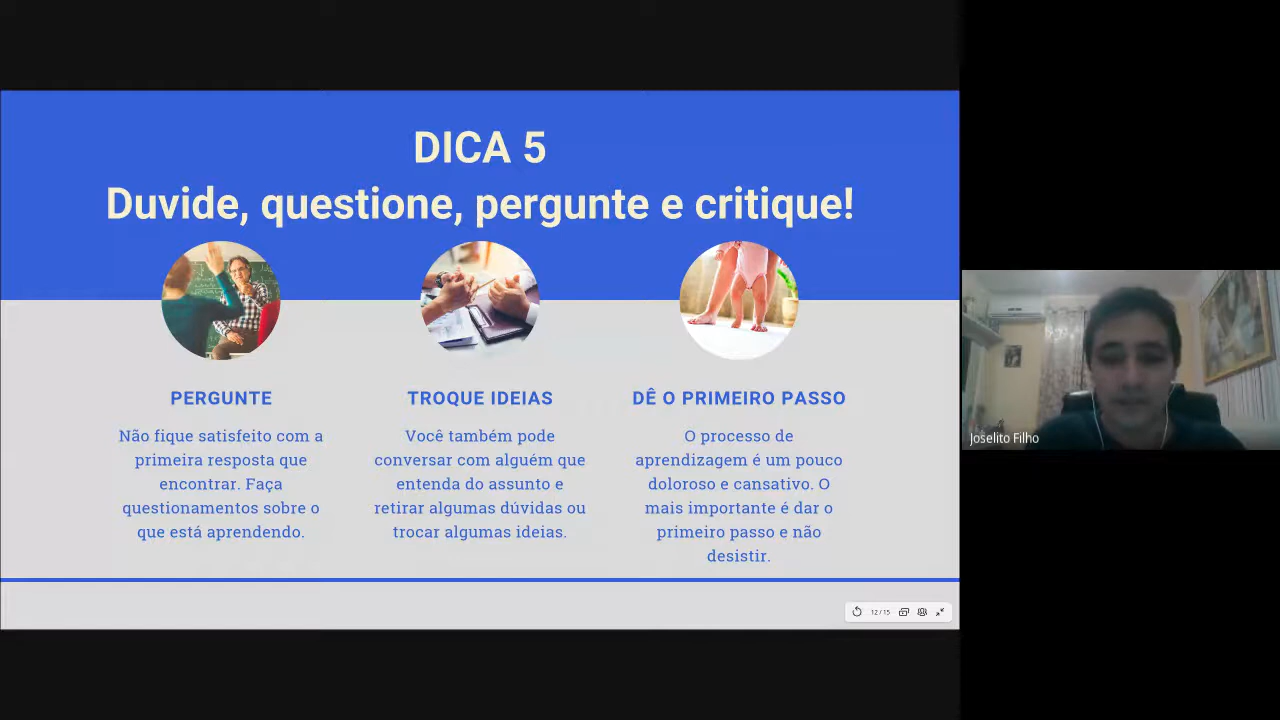 DICA 5
Duvide, questione, pergunte e critique!
PERGUNTE
Não fique satisfeito com a
primeira resposta que
encontrar. Faça
questionamentos sobre o
que está aprendendo.
TROQUE IDEIAS
Você também pode
conversar com alguém que
entenda do assunto e
retirar algumas dúvidas ou
trocar algumas ideias.
DÊ O PRIMEIRO PASSO
O processo de
aprendizagem é um pouco
doloroso e cansativo. O
mais importante é dar o
primeiro passo e não
desistir.
12 / 15
Joselito Filho